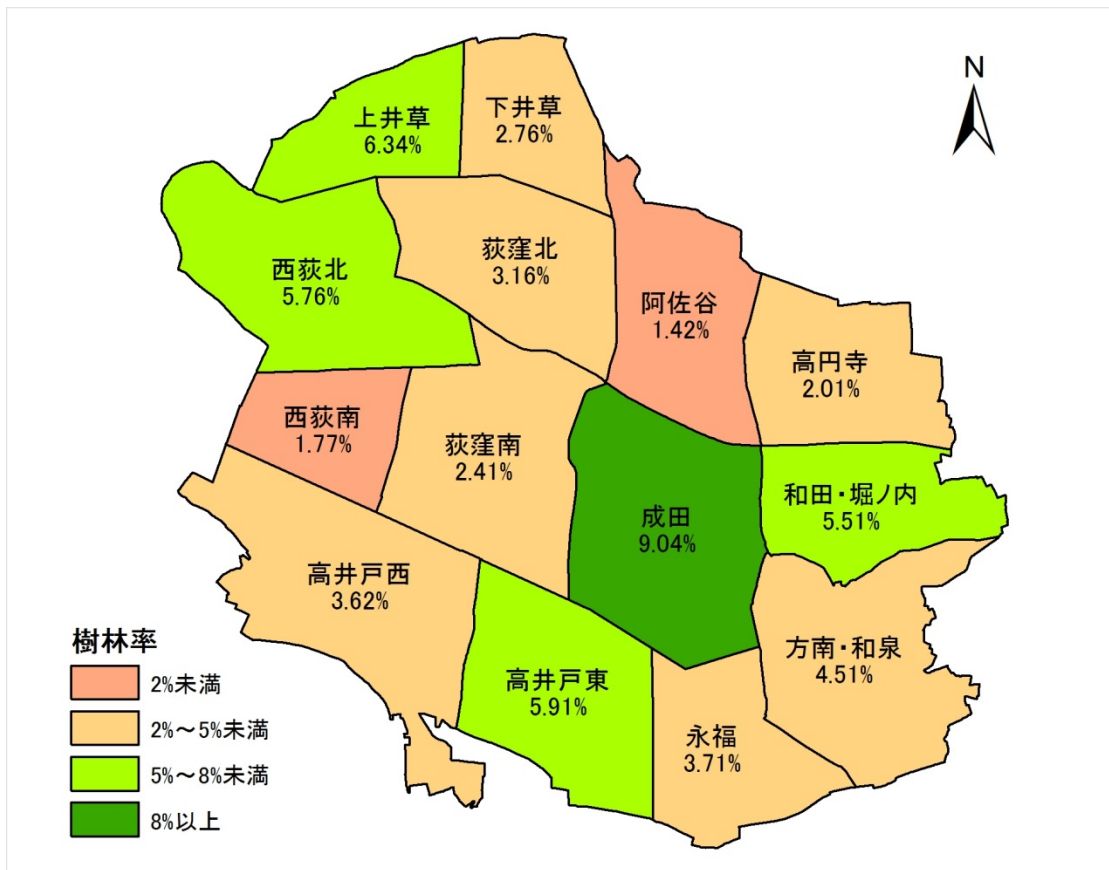 N
上井草
6.34%
下井草
2.76%
西荻北
5.76%
荻窪北
3.16%
阿佐谷
1.42%
高円寺
2.01%
西荻南
1.77%
荻窪南
2.41%
成田
9.04%
和田・堀ノ内
5.51%
高井戸西
3.62%
高井戸東
5.91%
永福
3.71%
方南・和泉
4.51%
樹林率
2%未満
2%～5%未満
5%～8%未満
8%以上